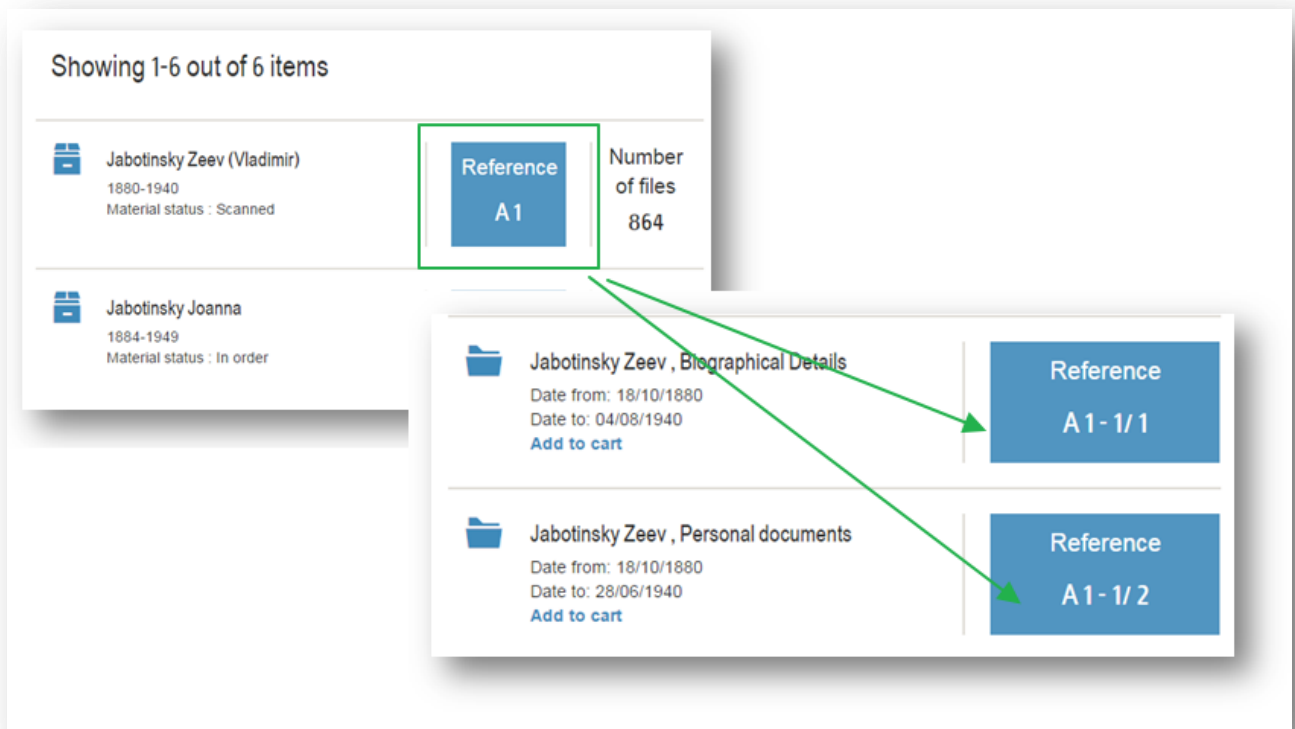 Showing 1-6 out of 6 items
Jabotinsky Zeev (Vladimir)
1880-1940
Material status : Scanned
Reference
A 1
Number
of files
864
Jabotinsky Joanna
1884-1949
Material status : In order
Jabotinsky Zeev , Biographical Details
Date from: 18/10/1880
Date to: 04/08/1940
Add to cart
Reference
A 1 - 1/ 1
Jabotinsky Zeev , Personal documents
Date from: 18/10/1880
Date to: 28/06/1940
Add to cart
Reference
A 1 - 1/ 2